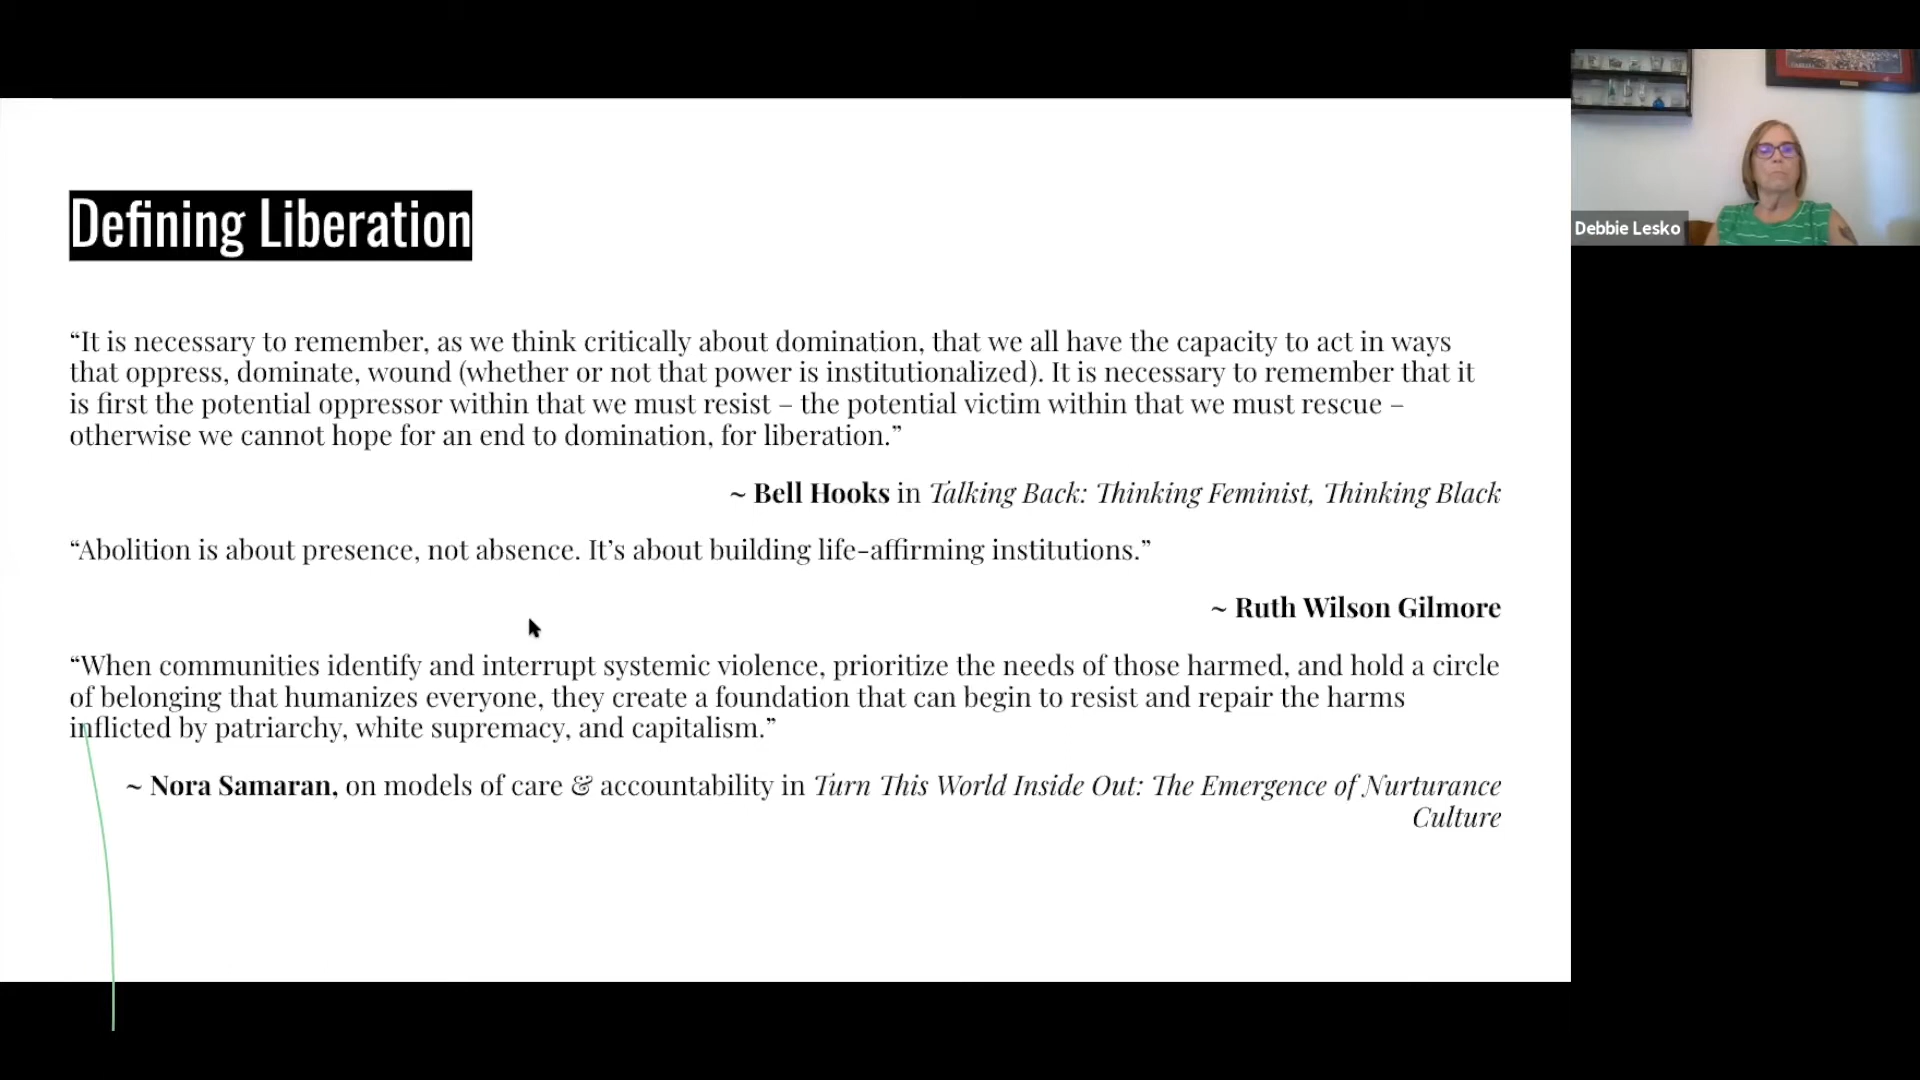 Defining Liberation
“It is necessary to remember, as we think critically about domination, that we all have the capacity to act in ways
that oppress, dominate, wound (whether or not that power is institutionalized). It is necessary to remember that it
is first the potential oppressor within that we must resist – the potential victim within that we must rescue –
otherwise we cannot hope for an end to domination, for liberation.”
~ Bell Hooks in Talking Back: Thinking Feminist, Thinking Black
“Abolition is about presence, not absence. It’s about building life-affirming institutions.”
~ Ruth Wilson Gilmore
“When communities identify and interrupt systemic violence, prioritize the needs of those harmed, and hold a circle
of belonging that humanizes everyone, they create a foundation that can begin to resist and repair the harms
inflicted by patriarchy, white supremacy, and capitalism.”
~ Nora Samaran, on models of care & accountability in Turn This World Inside Out: The Emergence of Nurturance
Culture
Debbie Lesko